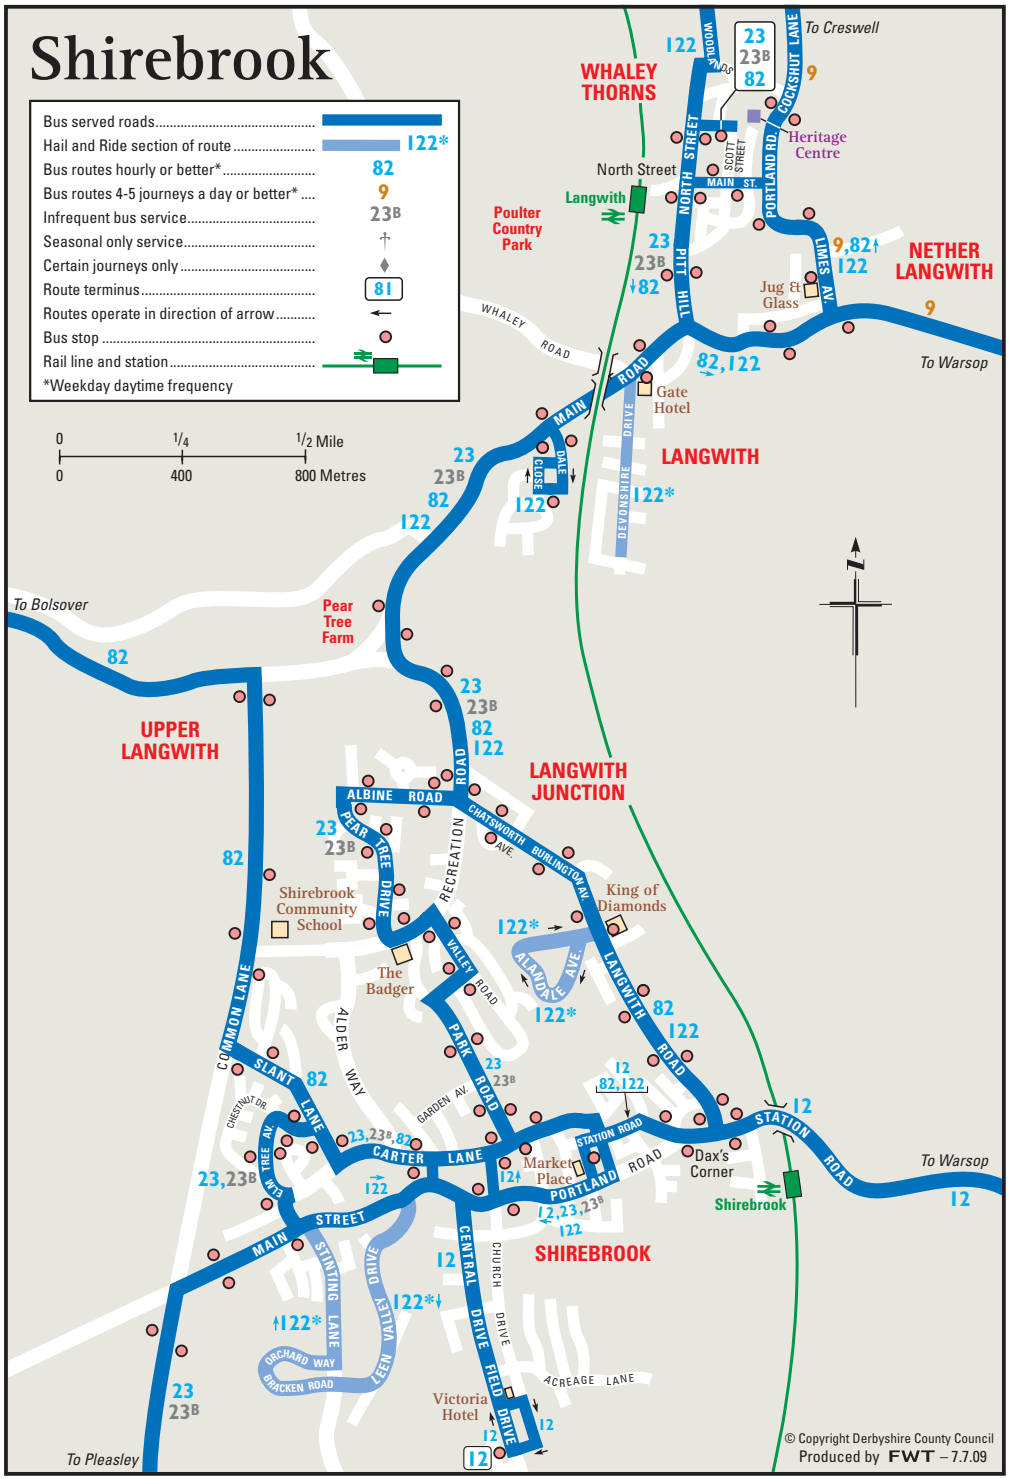 Shirebrook
Bus served roads
Hail and Ride section of route 122*
Bus routes hourly or better* 82
Bus routes 4-5 journeys a day or better* 9
Infrequent bus service 23B
Seasonal only service †
Certain journeys only ♦
Route terminus 81
Routes operate in direction of arrow
Bus stop
Rail line and station
*Weekday daytime frequency
0 1/4 1/2 Mile
0 400 800 Metres
WOODLANDS
122
23
23B
82
COCKSHUT LANE
To Creswell
9
WHALEY
THORNS
Heritage
Centre
NORTH STREET
SCOTT
STREET
PORTLAND RD.
North Street
MAIN ST.
Langwith
Poulter
Country
Park
23
23B
↓82
PITT HILL
LIMES AV.
9,82↑
122
NETHER
LANGWITH
Jug &
Glass
9
To Warsop
WHALEY ROAD
82,122
→
MAIN ROAD
Gate
Hotel
LANGWITH
DEVONSHIRE DRIVE
122*
DALE
CLOSE
122
23
23B
82
122
N
To Bolsover
82
Pear
Tree
Farm
23
23B
82
122
UPPER
LANGWITH
LANGWITH
JUNCTION
ROAD
RECREATION
ALBINE ROAD
PEAR TREE DRIVE
23
23B
CHATSWORTH
AVE.
BURLINGTON AV.
82
Shirebrook
Community
School
King of
Diamonds
122*
ALANDALE AVE.
122*
The
Badger
VALLEY
ROAD
LANGWITH ROAD
82
122
COMMON LANE
ALDER WAY
PARK ROAD
23
23B
SLANT LANE
82
12
82,122
CHESTNUT DR.
GARDEN AV.
12
STATION ROAD
STATION ROAD
23,23B,82
CARTER LANE
ELM TREE AV.
23,23B
→
122
12↑
Market
Place
PORTLAND ROAD
Dax's
Corner
To Warsop
12
Shirebrook
12,23,23B
←
122
MAIN STREET
SHIREBROOK
STINTING LANE
LEEN VALLEY DRIVE
CENTRAL DRIVE
12
CHURCH DRIVE
122*↓
↑122*
ORCHARD WAY
BRACKEN ROAD
FIELD DRIVE
ACREAGE LANE
Victoria
Hotel
12
12
12
23
23B
To Pleasley
© Copyright Derbyshire County Council
Produced by FWT – 7.7.09